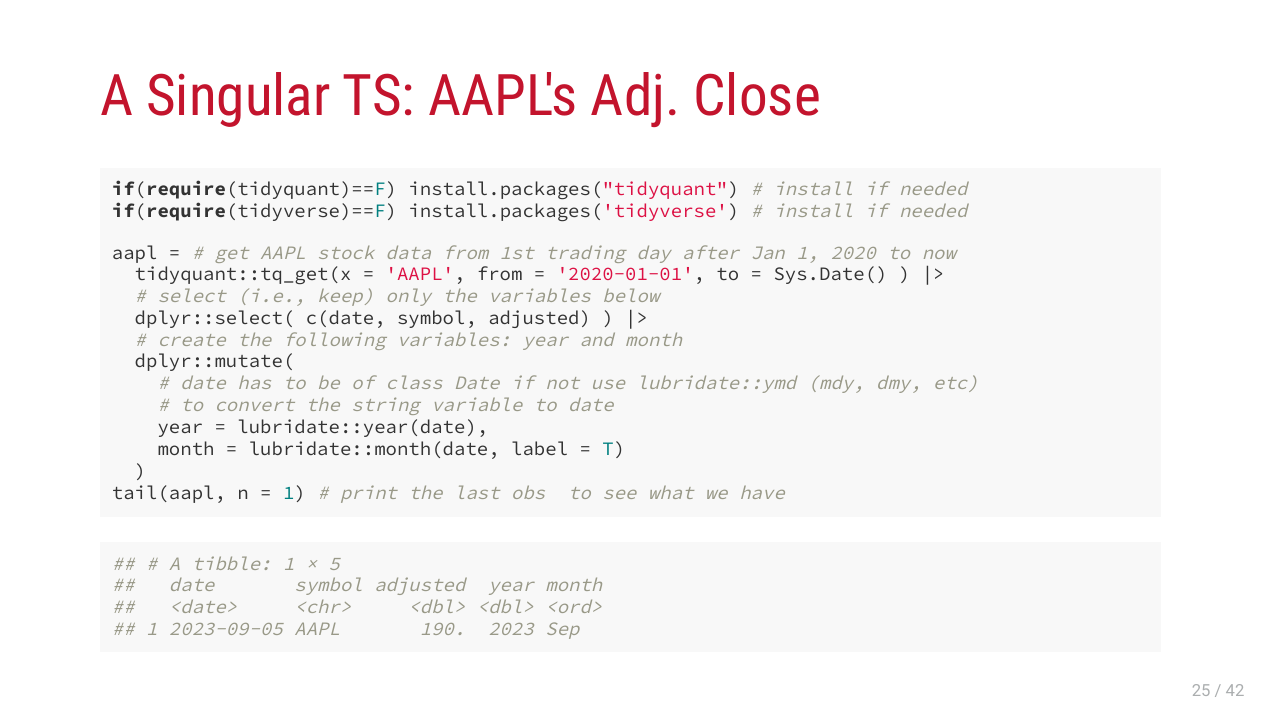 A Singular TS: AAPL's Adj. Close
if(require(tidyquant)==F) install.packages("tidyquant") # install if needed
if(require(tidyverse)==F) install.packages('tidyverse') # install if needed
aapl = # get AAPL stock data from 1st trading day after Jan 1, 2020 to now
  tidyquant::tq_get(x = 'AAPL', from = '2020-01-01', to = Sys.Date() ) |>
  # select (i.e., keep) only the variables below
  dplyr::select( c(date, symbol, adjusted) ) |>
  # create the following variables: year and month
  dplyr::mutate(
    # date has to be of class Date if not use lubridate::ymd (mdy, dmy, etc)
    # to convert the string variable to date
    year = lubridate::year(date),
    month = lubridate::month(date, label = T)
  )
tail(aapl, n = 1) # print the last obs  to see what we have
## # A tibble: 1 × 5
##   date       symbol adjusted  year month
##   <date>     <chr>     <dbl> <dbl> <ord>
## 1 2023-09-05 AAPL       190.  2023 Sep
25 / 42